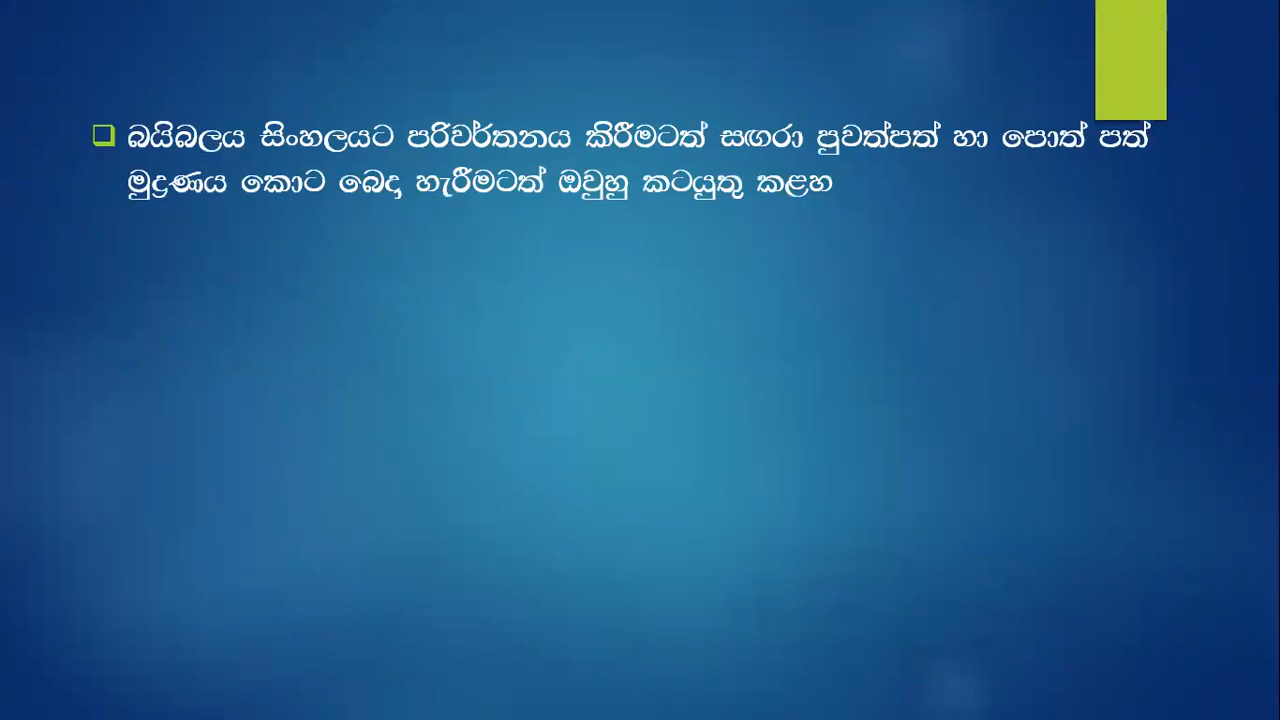 බයිබලය සිංහලයට පරිවර්තනය කිරීමටත් සඟරා පුවත්පත් හා පොත් පත්
මුද්‍රණය කොට බෙදා හැරීමටත් ඔවුහු කටයුතු කළහ